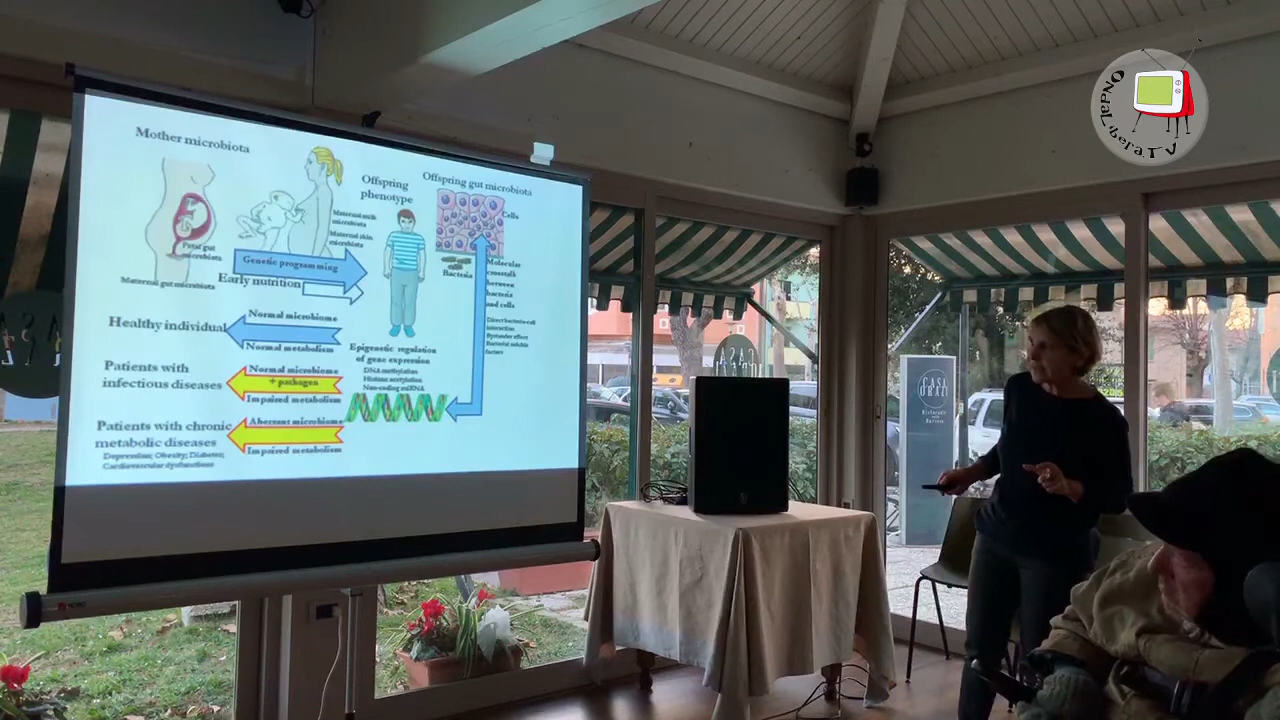 Mother microbiota
Fetal gut
microbiota
Maternal gut microbiota
Maternal milk
microbiota
Maternal skin
microbiota
Genetic programming
Early nutrition
Offspring
phenotype
Offspring gut microbiota
Cells
Bacteria
Molecular
crosstalk
between
bacteria
and cells
Direct bacteria-cell
interaction
Bystander effect
Bacterial soluble
factors
Epigenetic regulation
of gene expression
DNA methylation
Histone acetylation
Non-coding miRNA
Healthy individual
Normal microbiome
Normal metabolism
Patients with
infectious diseases
Normal microbiome
+ pathogen
Impaired metabolism
Patients with chronic
metabolic diseases
Depression; Obesity; Diabetes;
Cardiovascular dysfunctions
Aberrant microbiome
Impaired metabolism
OndaLiberaTV
CASA
GRAZIA
Ristorante